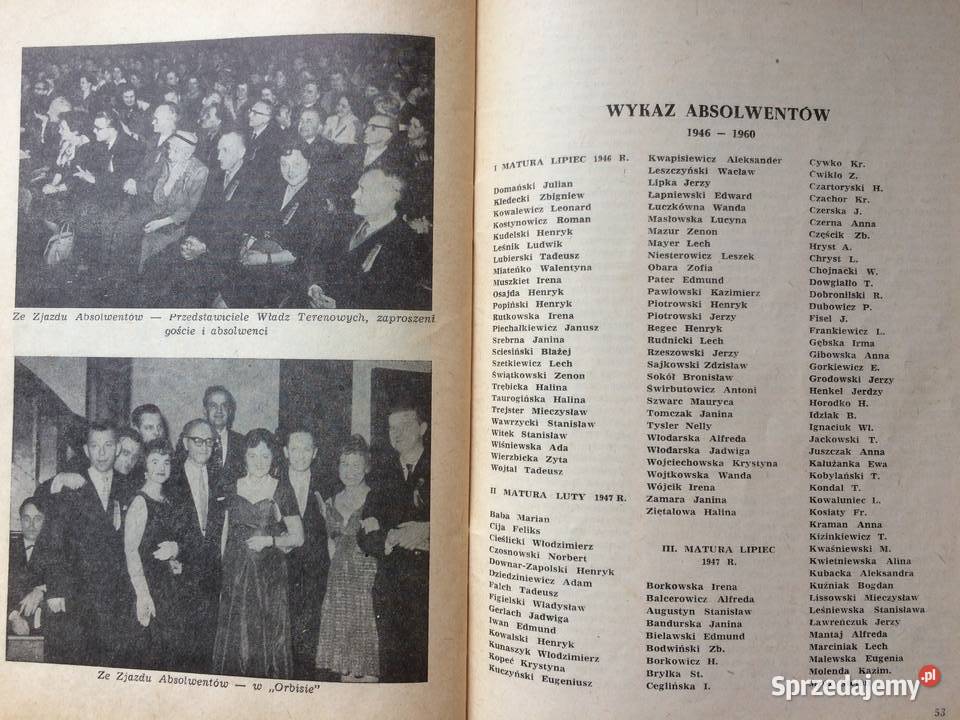 Ze Zjazdu Absolwentów — Przedstawiciele Władz Terenowych, zaproszeni
goście i absolwenci
Ze Zjazdu Absolwentów — w „Orbisie"
WYKAZ ABSOLWENTÓW
1946 — 1960
I MATURA LIPIEC 1946 R.
Domański Julian
Kledecki Zbigniew
Kowalewicz Leonard
Kostynowicz Roman
Kudelski Henryk
Leśnik Ludwik
Lubierski Tadeusz
Miateńko Walentyna
Muszkiet Irena
Osajda Henryk
Popiński Henryk
Rutkowska Irena
Piechalkiewicz Janusz
Srebrna Janina
Sciesiński Błażej
Szetkiewicz Lech
Świątkowski Zenon
Trębicka Halina
Taurogińska Halina
Trejster Mieczysław
Wawrzycki Stanisław
Witek Stanisław
Wiśniewska Ada
Wierzbicka Zyta
Wojtal Tadeusz
II MATURA LUTY 1947 R.
Baba Marian
Cija Feliks
Cieślicki Włodzimierz
Czosnowski Norbert
Downar-Zapolski Henryk
Dziedziniewicz Adam
Falch Tadeusz
Figielski Władysław
Gerlach Jadwiga
Iwan Edmund
Kowalski Henryk
Kunaszyk Włodzimierz
Kopeć Krystyna
Kuczyński Eugeniusz
Kwapisiewicz Aleksander
Leszczyński Wacław
Lipka Jerzy
Łapniewski Edward
Łuczkówna Wanda
Masłowska Lucyna
Mazur Zenon
Mayer Lech
Niesterowicz Leszek
Obara Zofia
Pater Edmund
Pawłowski Kazimierz
Piotrowski Henryk
Piotrowski Jerzy
Regec Henryk
Rudnicki Lech
Rzeszowski Jerzy
Sajkowski Zdzisław
Sokół Bronisław
Świrbutowicz Antoni
Szwarc Mauryca
Tomczak Janina
Tysler Nelly
Włodarska Alfreda
Włodarska Jadwiga
Wojciechowska Krystyna
Wojtkowska Wanda
Wójcik Irena
Zamara Janina
Ziętalowa Halina
III. MATURA LIPIEC
1947 R.
Borkowska Irena
Balcerowicz Alfreda
Augustyn Stanisław
Bandurska Janina
Bielawski Edmund
Bodwiński Zb.
Borkowicz H.
Bryłka St.
Ceglińska I.
Cywko Kr.
Ćwikło Z.
Czartoryski H.
Czachor Kr.
Czerska J.
Czerna Anna
Częścik Zb.
Hryst A.
Chryst L.
Chojnacki W.
Dowgiałło T.
Dobronilski R.
Dubowicz P.
Fisel J.
Frankiewicz L.
Gębska Irma
Gibowska Anna
Gorkiewicz E.
Grodowski Jerzy
Henkel Jerdzy
Horodko H.
Idziak B.
Ignaciuk Wł.
Jackowski T.
Juszczak Anna
Kałużanka Ewa
Kobylański T.
Kondal T.
Kowaluniec L.
Kosiaty Fr.
Kraman Anna
Kizinkiewicz T.
Kwaśniewski M.
Kwietniewska Alina
Kubacka Aleksandra
Kuźniak Bogdan
Lissowski Mieczysław
Leśniewska Stanisława
Ławreńczuk Jerzy
Mantaj Alfreda
Marciniak Lech
Malewska Eugenia
Molenda Kazim.
Sprzedajemy.pl
53